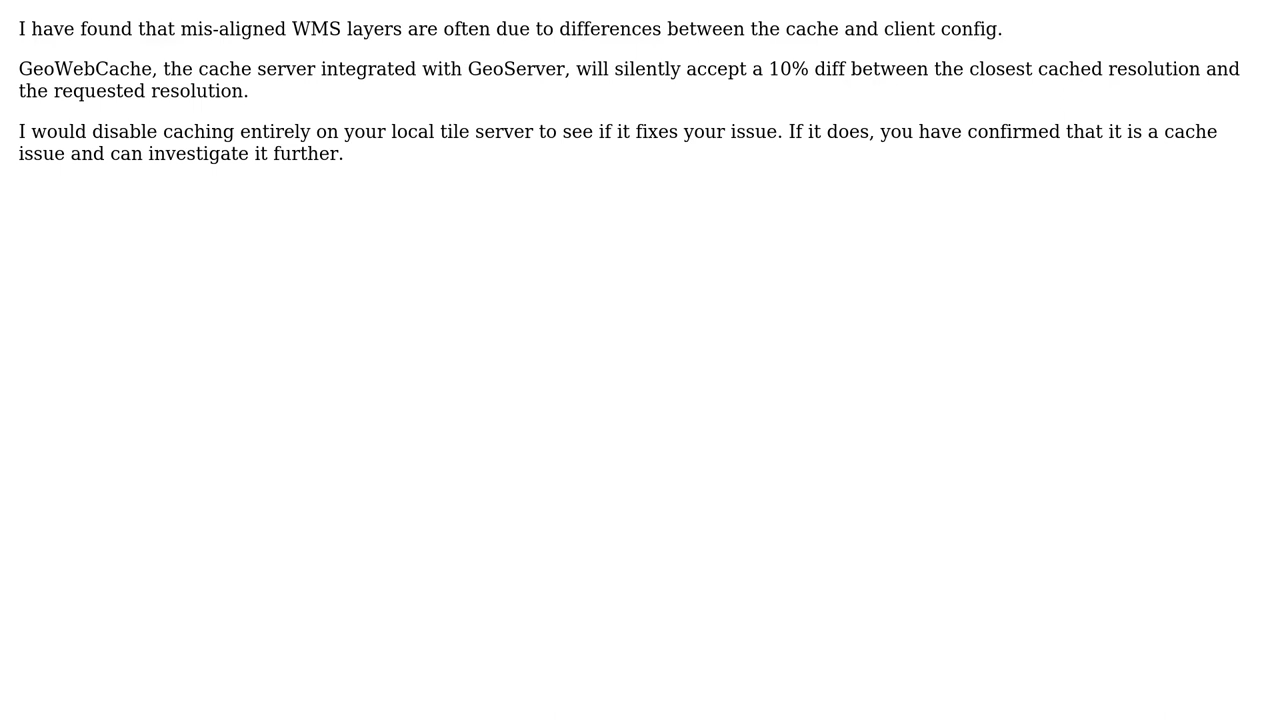 I have found that mis-aligned WMS layers are often due to differences between the cache and client config.
GeoWebCache, the cache server integrated with GeoServer, will silently accept a 10% diff between the closest cached resolution and
the requested resolution.
I would disable caching entirely on your local tile server to see if it fixes your issue. If it does, you have confirmed that it is a cache
issue and can investigate it further.